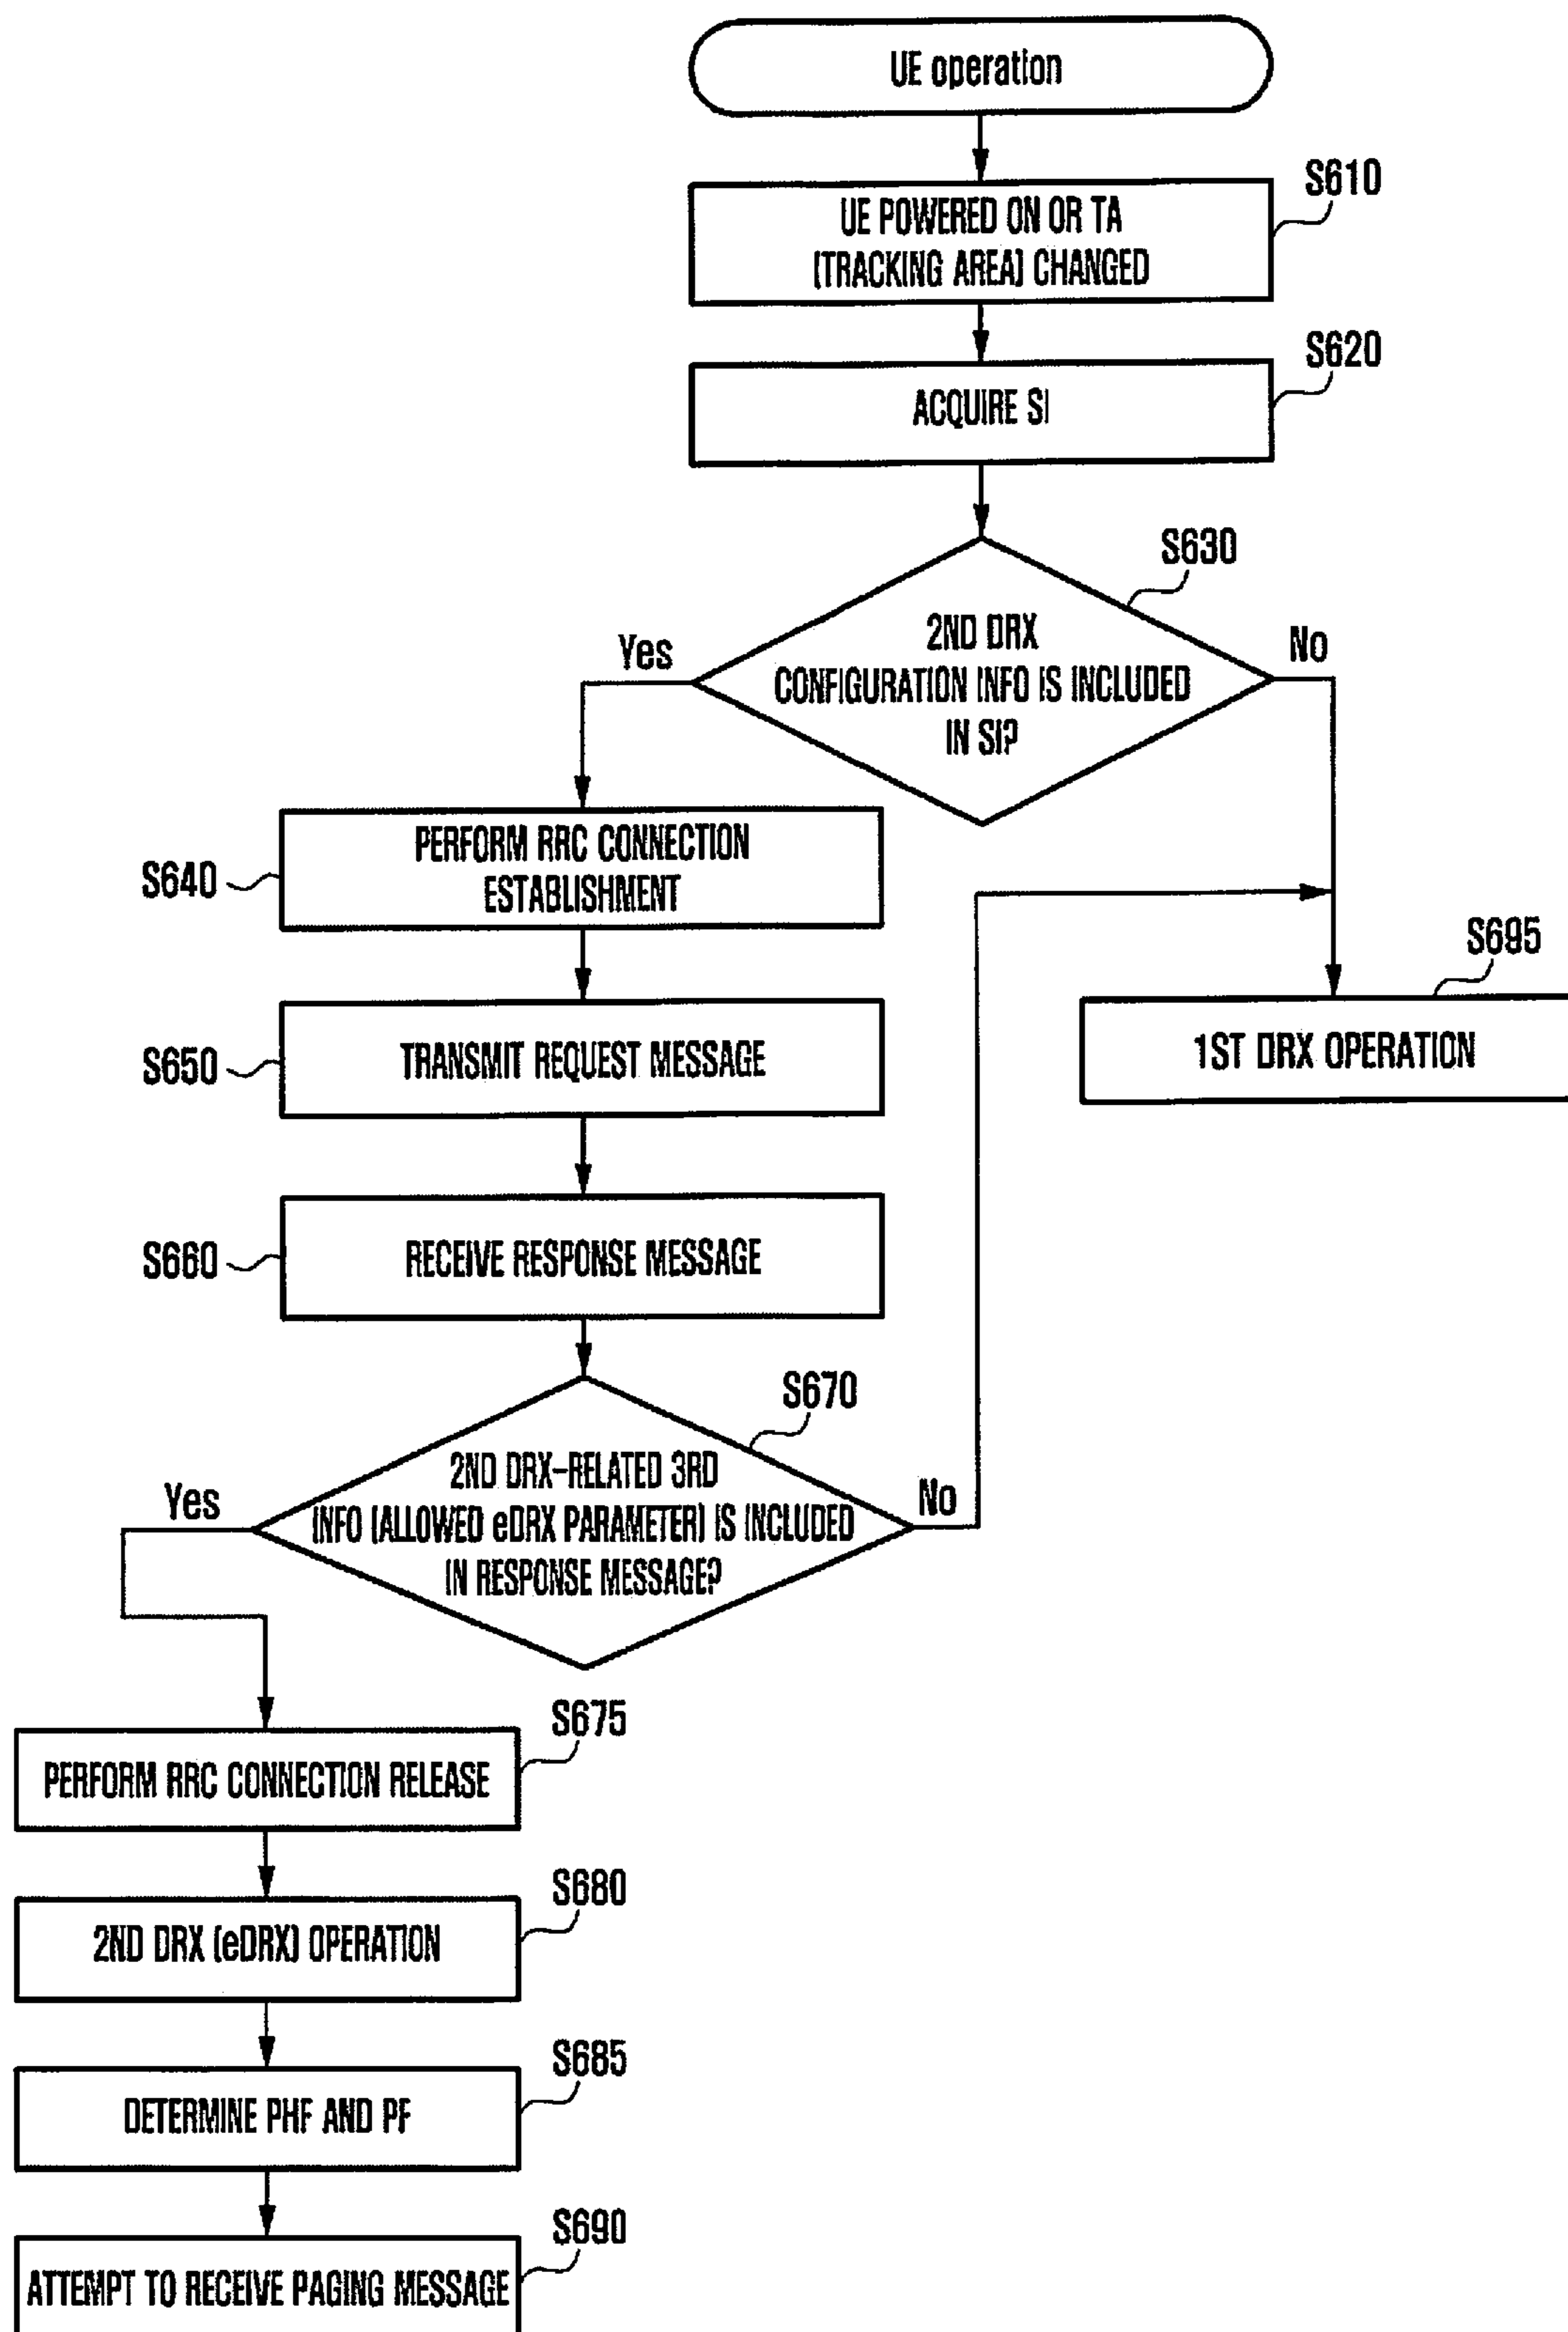 UE operation
S610
UE POWERED ON OR TA
(TRACKING AREA) CHANGED
S620
ACQUIRE SI
S630
2ND DRX
CONFIGURATION INFO IS INCLUDED
IN SI?
Yes
No
S640
PERFORM RRC CONNECTION
ESTABLISHMENT
S695
1ST DRX OPERATION
S650
TRANSMIT REQUEST MESSAGE
S660
RECEIVE RESPONSE MESSAGE
S670
2ND DRX-RELATED 3RD
INFO (ALLOWED eDRX PARAMETER) IS INCLUDED
IN RESPONSE MESSAGE?
Yes
No
S675
PERFORM RRC CONNECTION RELEASE
S680
2ND DRX (eDRX) OPERATION
S685
DETERMINE PHF AND PF
S690
ATTEMPT TO RECEIVE PAGING MESSAGE